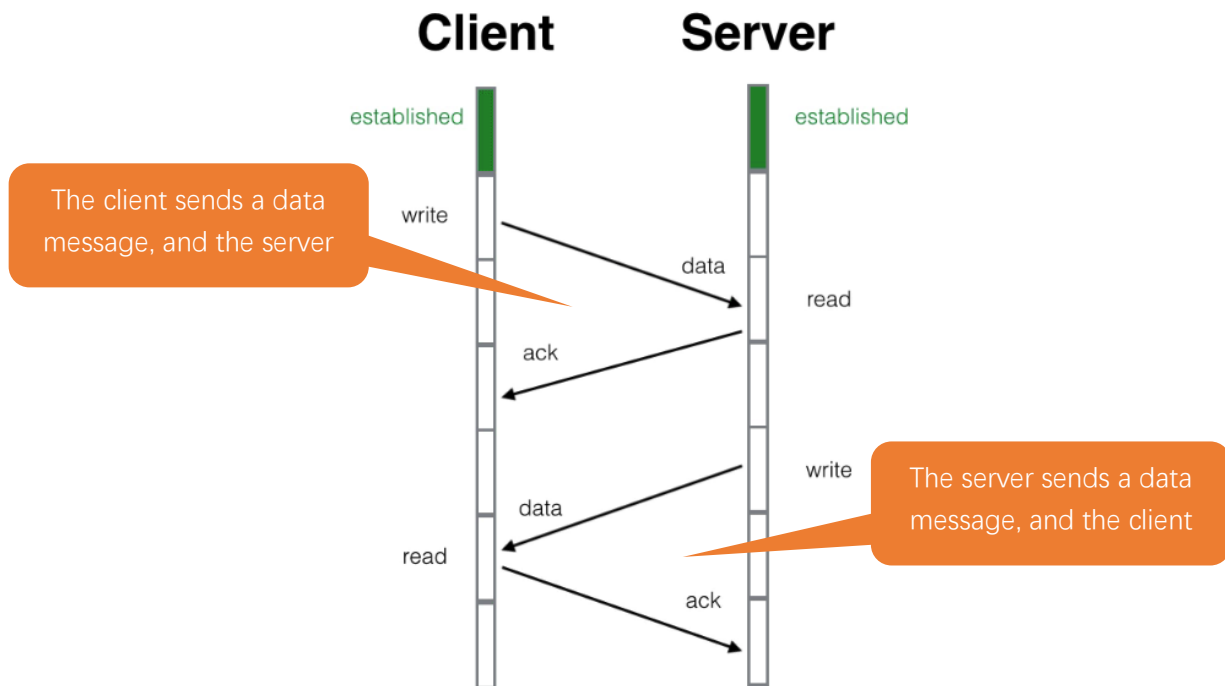 Client Server
established established
The client sends a data
message, and the server
write
data
read
ack
write
The server sends a data
message, and the client
data
read
ack